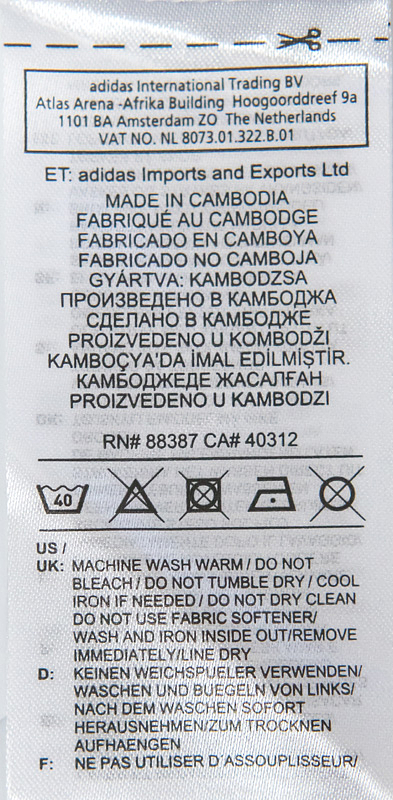 adidas International Trading BV
Atlas Arena -Afrika Building Hoogoorddreef 9a
1101 BA Amsterdam ZO The Netherlands
VAT NO. NL 8073.01.322.B.01
ET: adidas Imports and Exports Ltd
MADE IN CAMBODIA
FABRIQUÉ AU CAMBODGE
FABRICADO EN CAMBOYA
FABRICADO NO CAMBOJA
GYÁRTVA: KAMBODZSA
ПРОИЗВЕДЕНО В КАМБОДЖА
СДЕЛАНО В КАМБОДЖЕ
PROIZVEDENO U KOMBODŽI
KAMBOÇYA'DA İMAL EDİLMİSTİR.
КАМБОДЖЕДЕ ЖАСАЛҒАН
PROIZVEDENO U KAMBODZI
RN# 88387 CA# 40312
40
US /
UK: MACHINE WASH WARM / DO NOT
BLEACH / DO NOT TUMBLE DRY / COOL
IRON IF NEEDED / DO NOT DRY CLEAN
DO NOT USE FABRIC SOFTENER/
WASH AND IRON INSIDE OUT/REMOVE
IMMEDIATELY/LINE DRY
D: KEINEN WEICHSPUELER VERWENDEN/
WASCHEN UND BUEGELN VON LINKS/
NACH DEM WASCHEN SOFORT
HERAUSNEHMEN/ZUM TROCKNEN
AUFHAENGEN
F: NE PAS UTILISER D'ASSOUPLISSEUR/